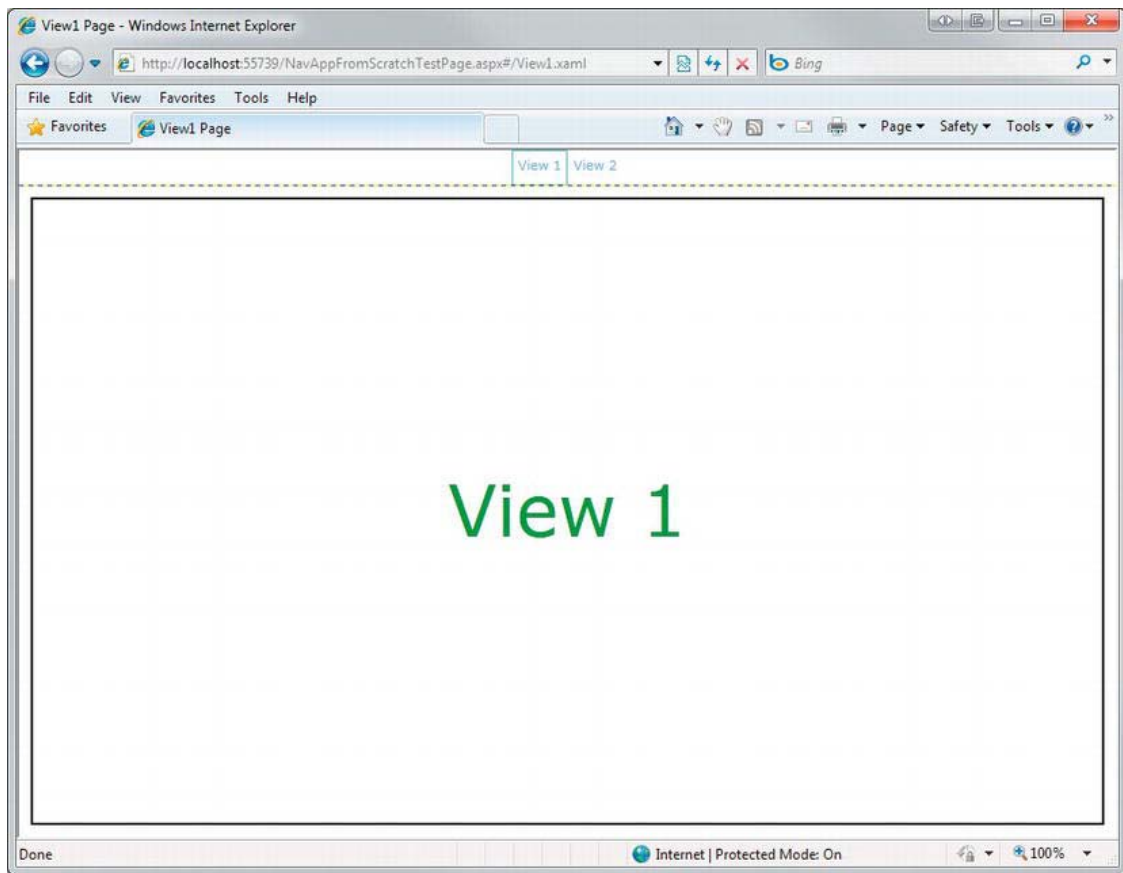 View1 Page - Windows Internet Explorer
http://localhost:55739/NavAppFromScratchTestPage.aspx#/View1.xaml
Bing
File Edit View Favorites Tools Help
Favorites View1 Page Page Safety Tools
View 1 View 2
View 1
Done Internet | Protected Mode: On 100%